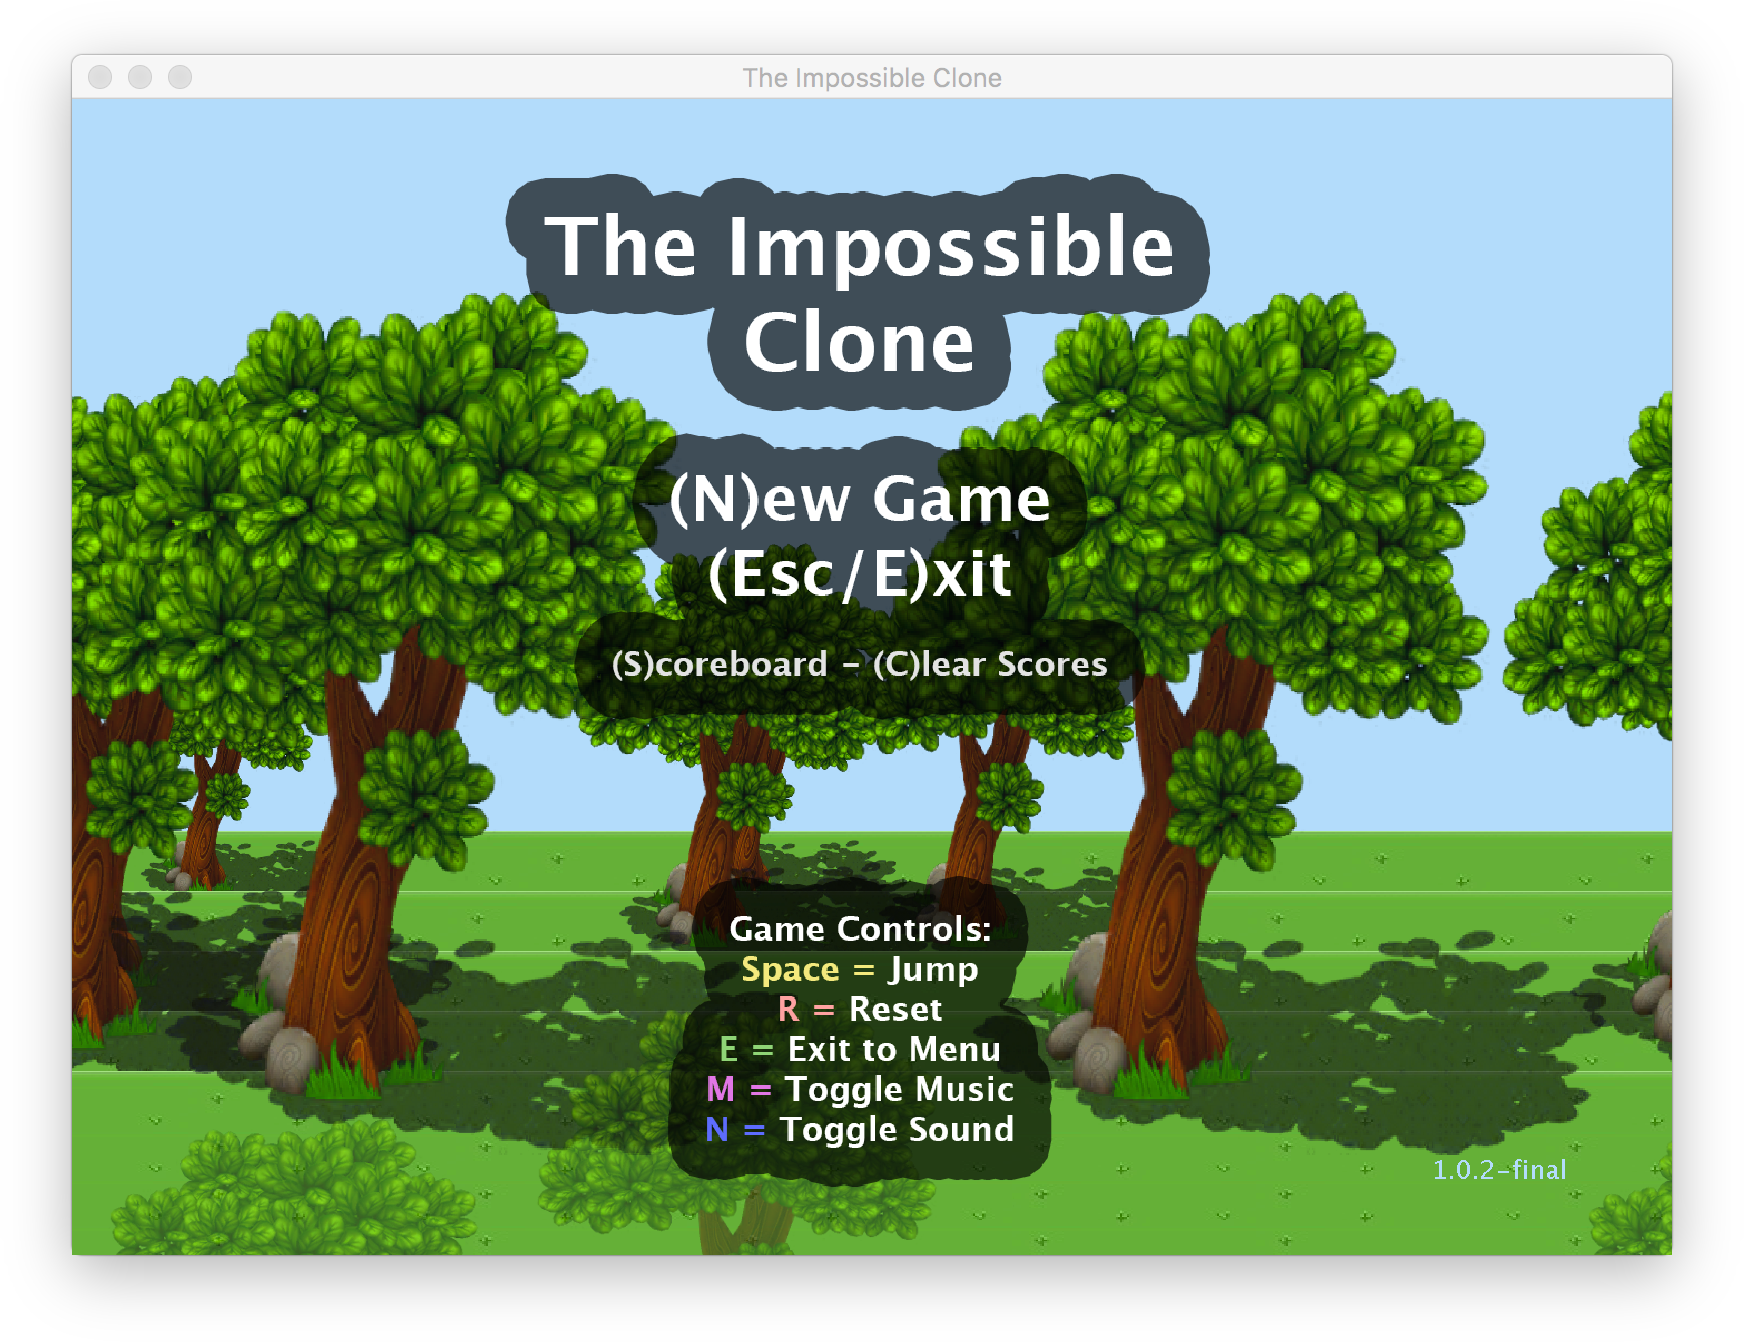 The Impossible Clone
The Impossible
Clone
(N)ew Game
(Esc/E)xit
(S)coreboard - (C)lear Scores
Game Controls:
Space = Jump
R = Reset
E = Exit to Menu
M = Toggle Music
N = Toggle Sound
1.0.2-final